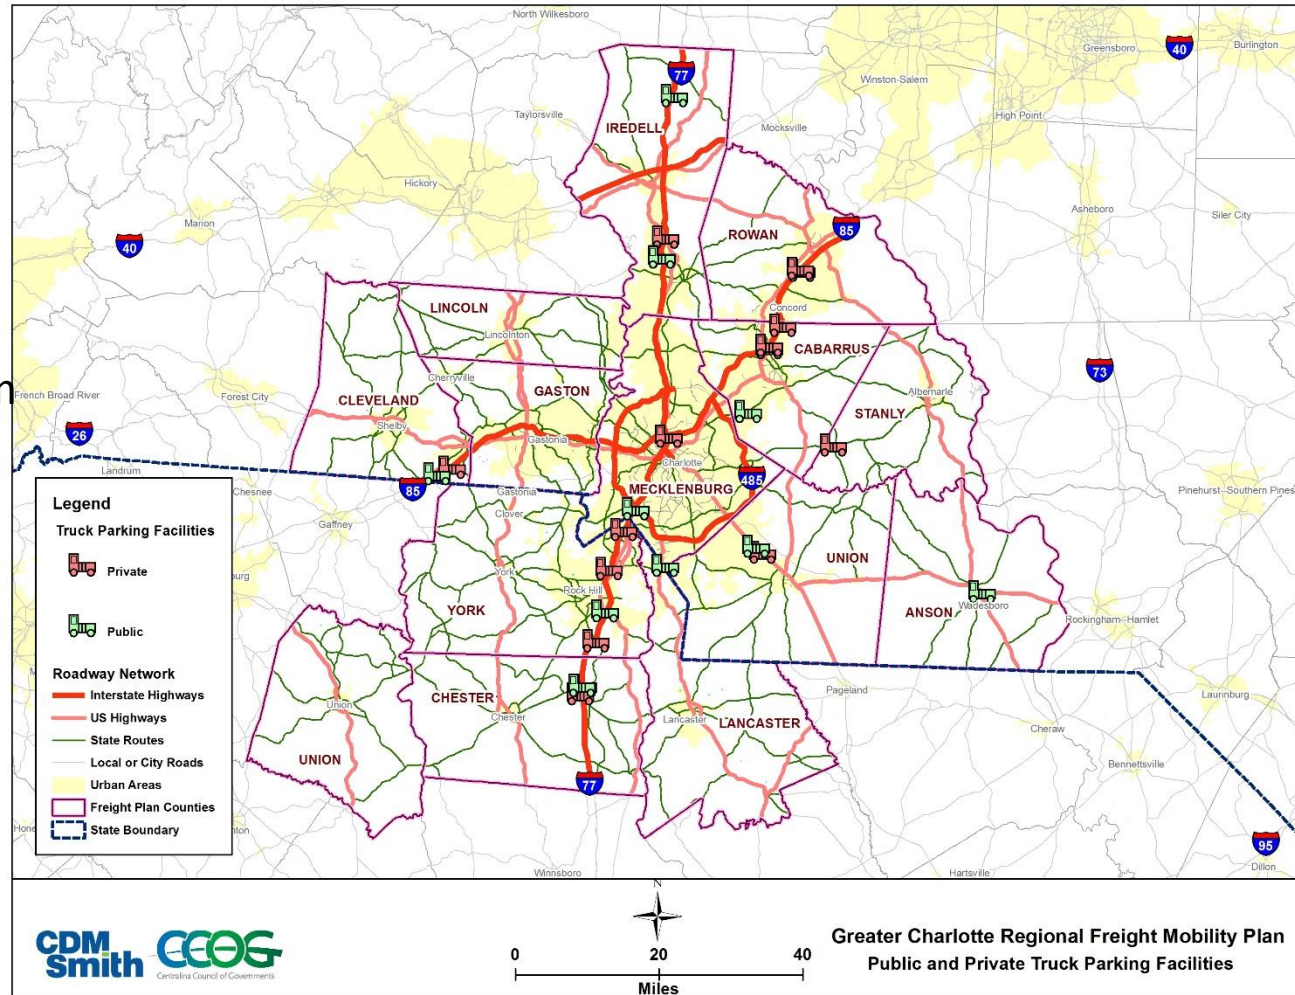 North Wilkesboro
Greensboro
40
Burlington
77
Winston-Salem
High Point
Taylorsville
IREDELL
Mocksville
Hickory
Asheboro
Siler City
Marion
40
ROWAN
85
LINCOLN
Concord
Lincolnton
CABARRUS
73
Cherryville
GASTON
French Broad River
Forest City
CLEVELAND
Albemarle
STANLY
Shelby
26
Gastonia
Charlotte
Landrum
485
85
MECKLENBURG
Pinehurst--Southern Pines
Chesnee
Gastonia
Clover
Gaffney
UNION
York
Rock Hill
YORK
ANSON
Wadesboro
Rockingham--Hamlet
Pageland
Laurinburg
CHESTER
Union
Chester
Lancaster
LANCASTER
Cheraw
UNION
Bennettsville
77
95
Dillon
Winnsboro
Hartsville
Legend
Truck Parking Facilities
Private
Public
Roadway Network
Interstate Highways
US Highways
State Routes
Local or City Roads
Urban Areas
Freight Plan Counties
State Boundary
N
CDM
Smith
CCOG
Centralina Council of Governments
0 20 40
Miles
Greater Charlotte Regional Freight Mobility Plan
Public and Private Truck Parking Facilities